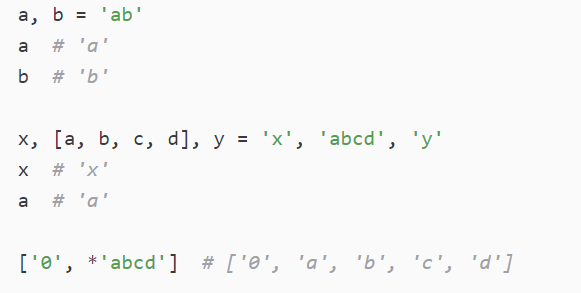 a, b = 'ab'
a  # 'a'
b  # 'b'
x, [a, b, c, d], y = 'x', 'abcd', 'y'
x  # 'x'
a  # 'a'
['0', *'abcd']  # ['0', 'a', 'b', 'c', 'd']